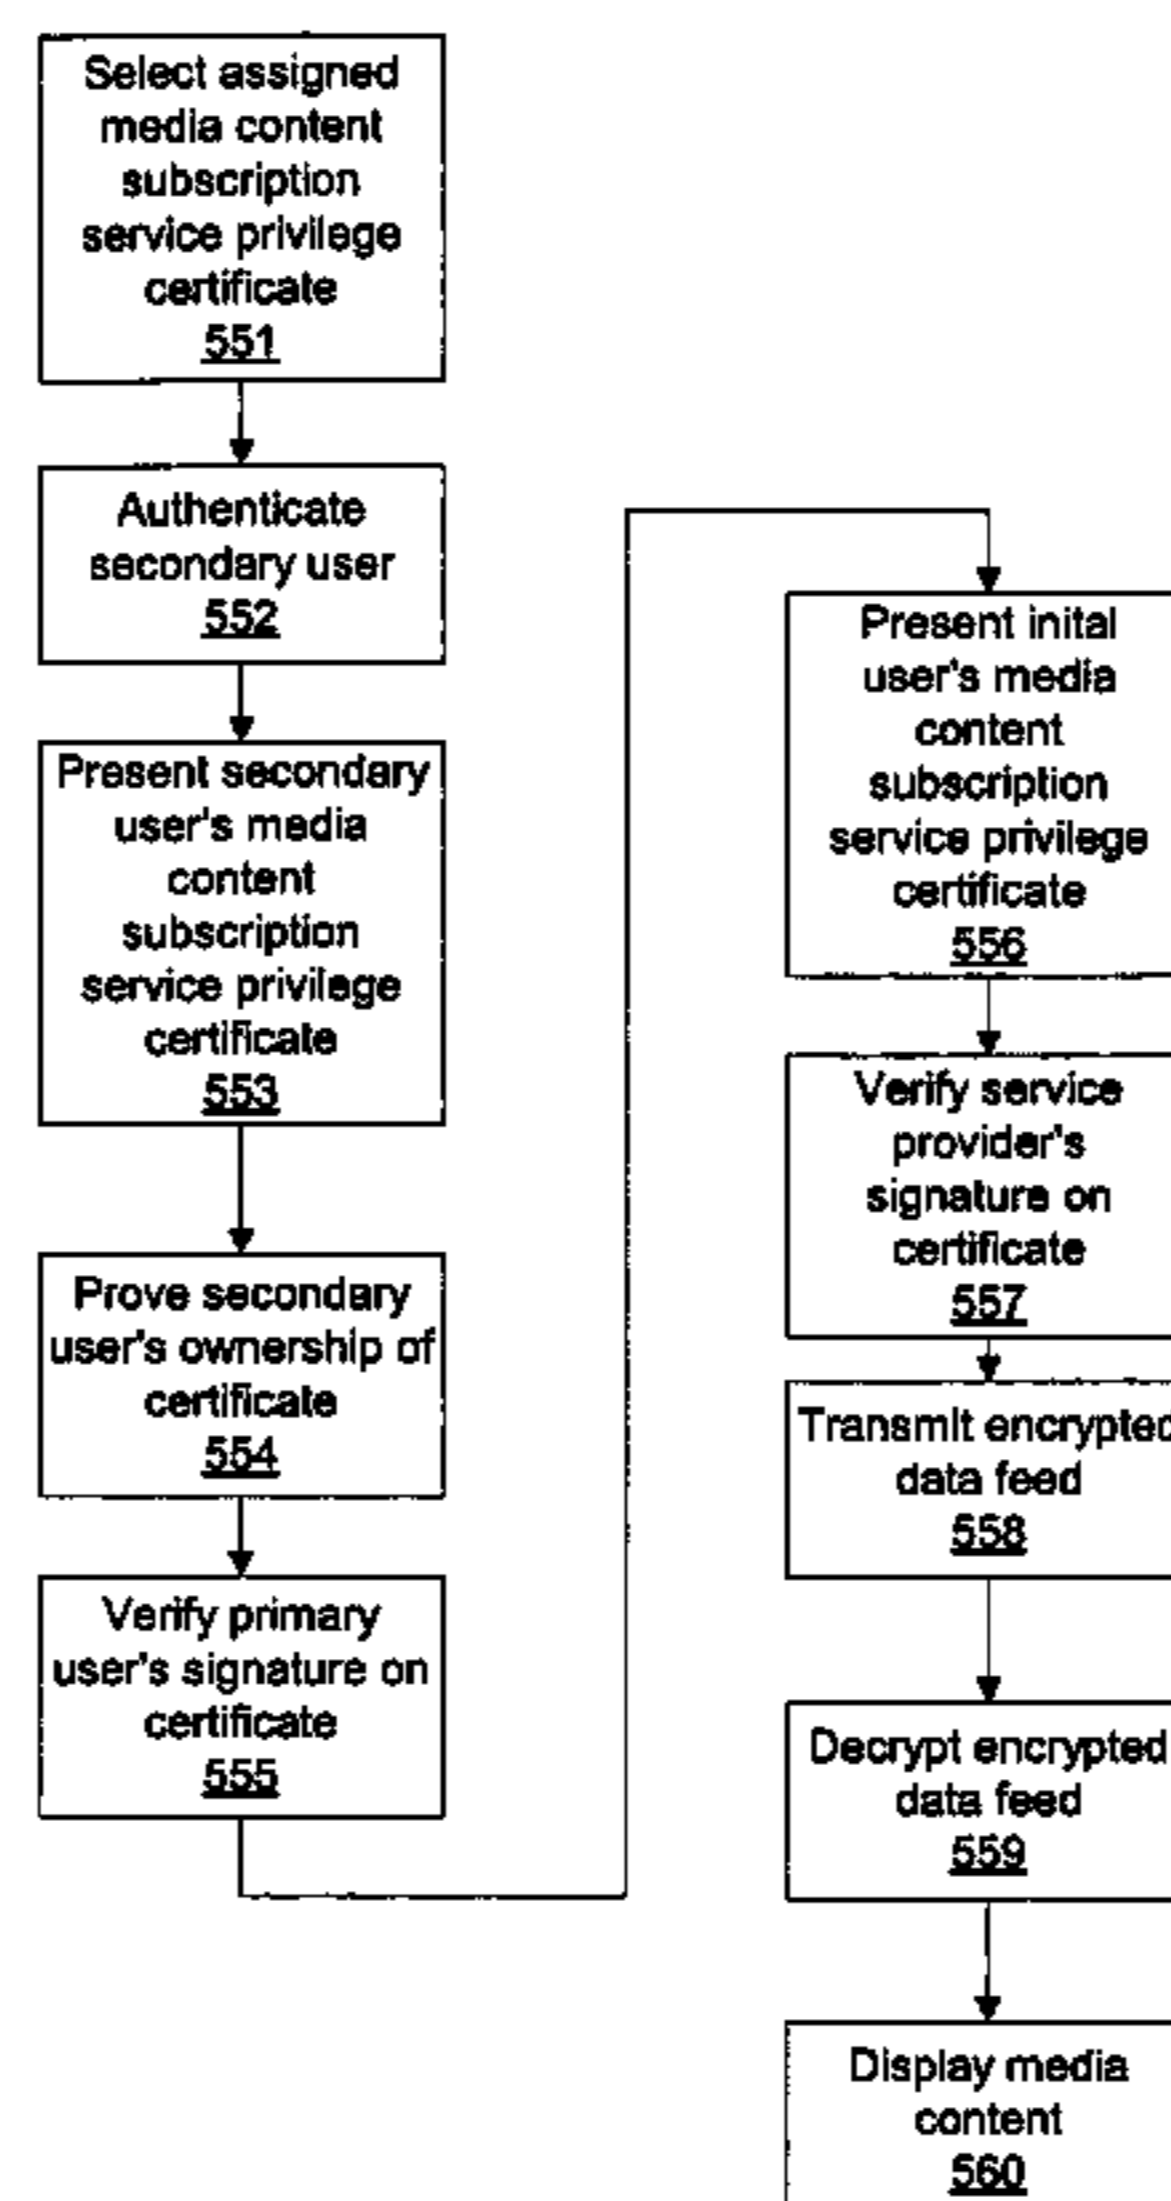 Select assigned
media content
subscription
service privilege
certificate
551
Authenticate
secondary user
552
Present secondary
user's media
content
subscription
service privilege
certificate
553
Prove secondary
user's ownership of
certificate
554
Verify primary
user's signature on
certificate
555
Present inital
user's media
content
subscription
service privilege
certificate
556
Verify service
provider's
signature on
certificate
557
Transmit encrypted
data feed
558
Decrypt encrypted
data feed
559
Display media
content
560